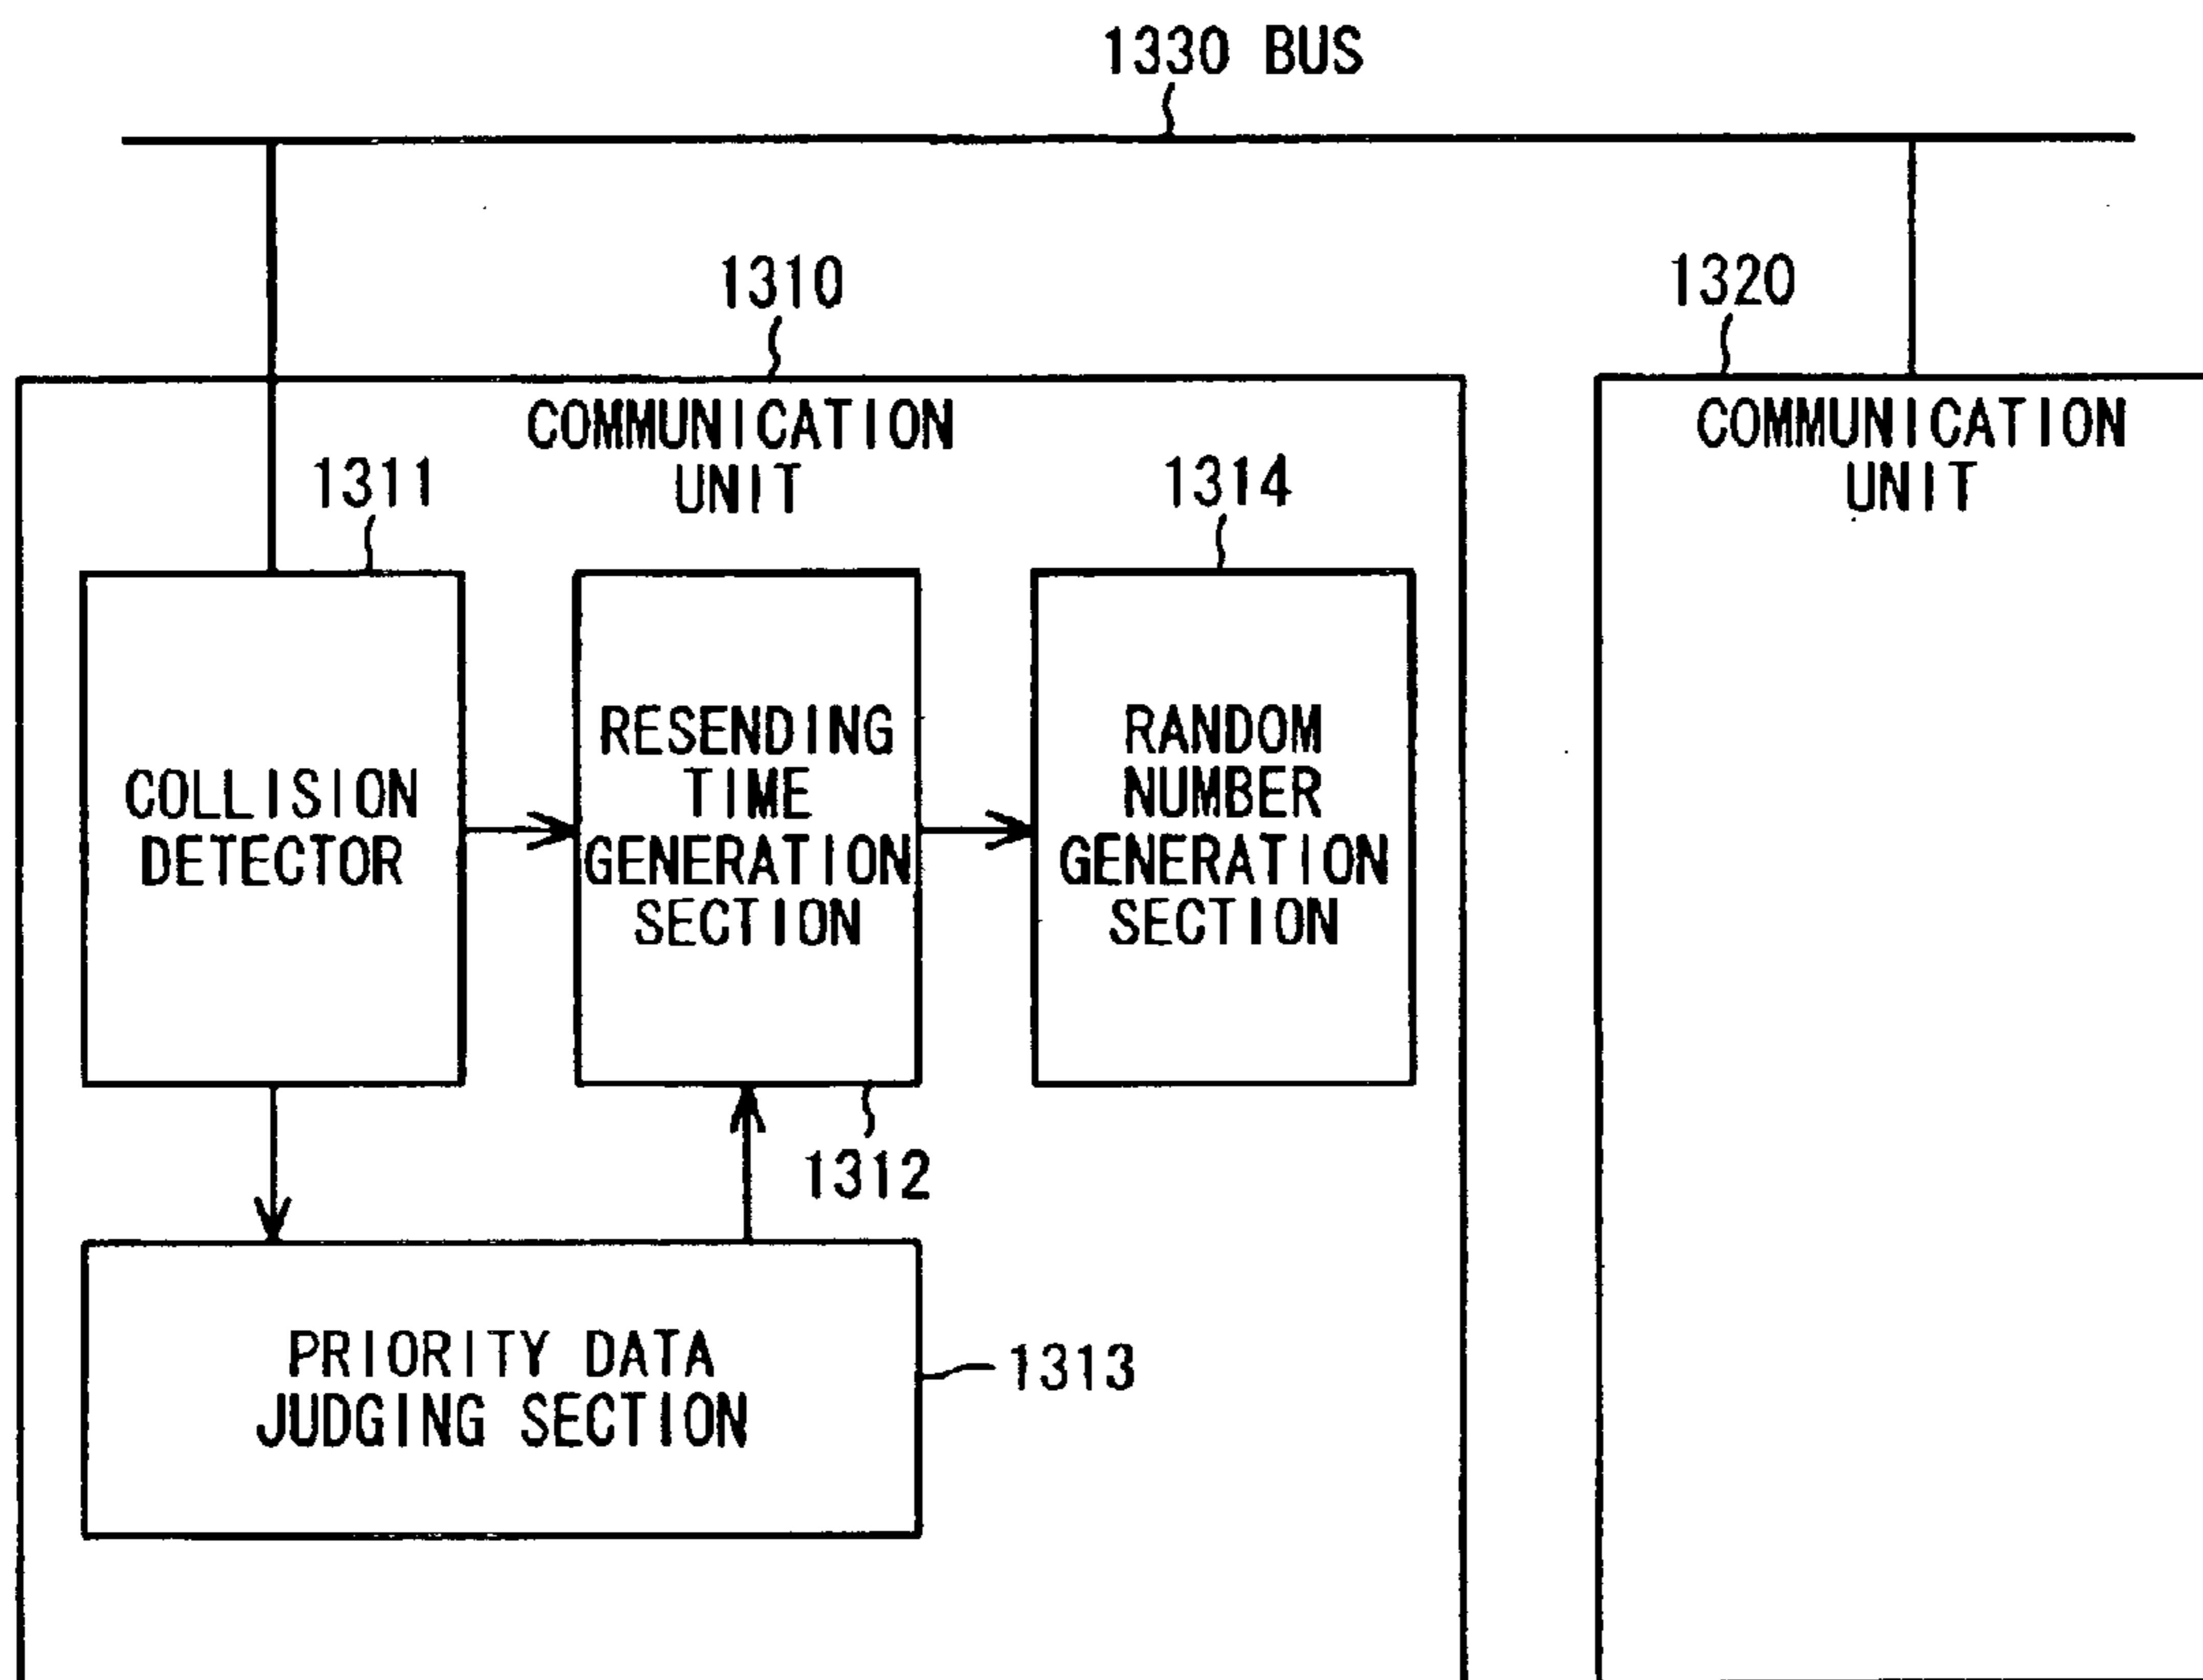 1330 BUS
1310
1320
COMMUNICATION
UNIT
COMMUNICATION
UNIT
1311
1314
COLLISION
DETECTOR
RESENDING
TIME
GENERATION
SECTION
RANDOM
NUMBER
GENERATION
SECTION
1312
PRIORITY DATA
JUDGING SECTION
1313